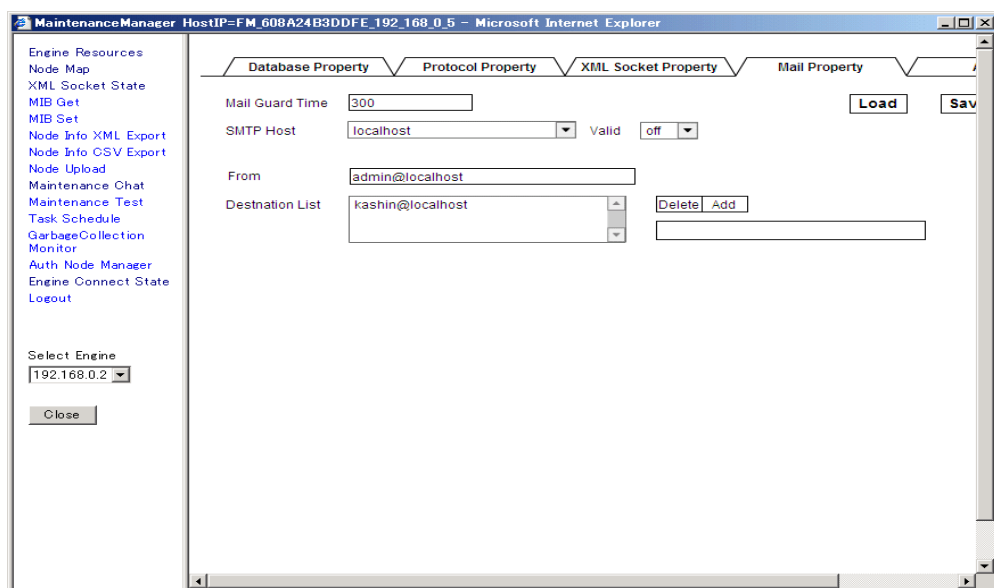 MaintenanceManager HostIP=FM_608A24B3DDFE_192_168_0_5 - Microsoft Internet Explorer
Engine Resources
Node Map
XML Socket State
MIB Get
MIB Set
Node Info XML Export
Node Info CSV Export
Node Upload
Maintenance Chat
Maintenance Test
Task Schedule
GarbageCollection
Monitor
Auth Node Manager
Engine Connect State
Logout
Select Engine
192.168.0.2
Close
Database Property Protocol Property XML Socket Property Mail Property A
Mail Guard Time 300 Load Sav
SMTP Host localhost Valid off
From admin@localhost
Destnation List kashin@localhost Delete Add